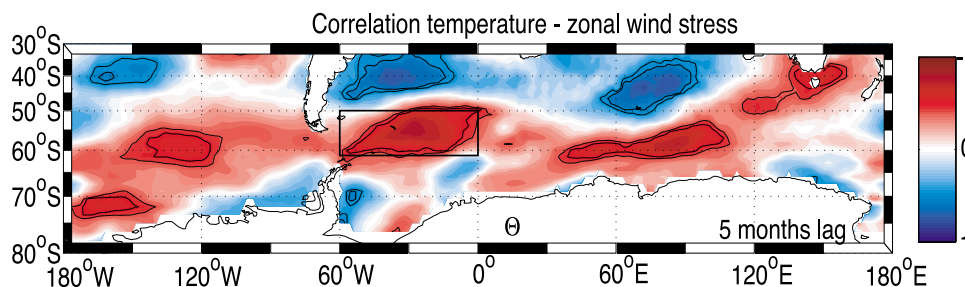 Correlation temperature - zonal wind stress
30°S
40°S
50°S
60°S
70°S
80°S
Θ
5 months lag
180°W 120°W 60°W 0° 60°E 120°E 180°E